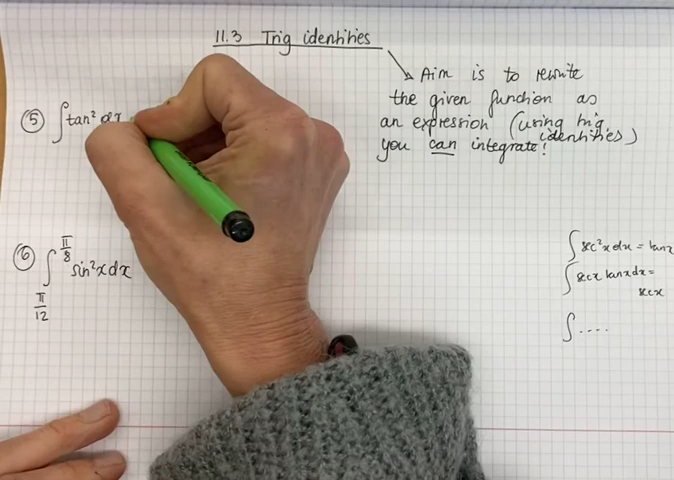 11.3 Trig identities
Aim is to rewrite
the given function as
an expression (using trig
identities)
you can integrate!
⑤ ∫tan² dx
⑥ ∫ π/8 π/12 sin²x dx
∫sec²x dx = tanx
∫secx tanx dx =
secx
∫....